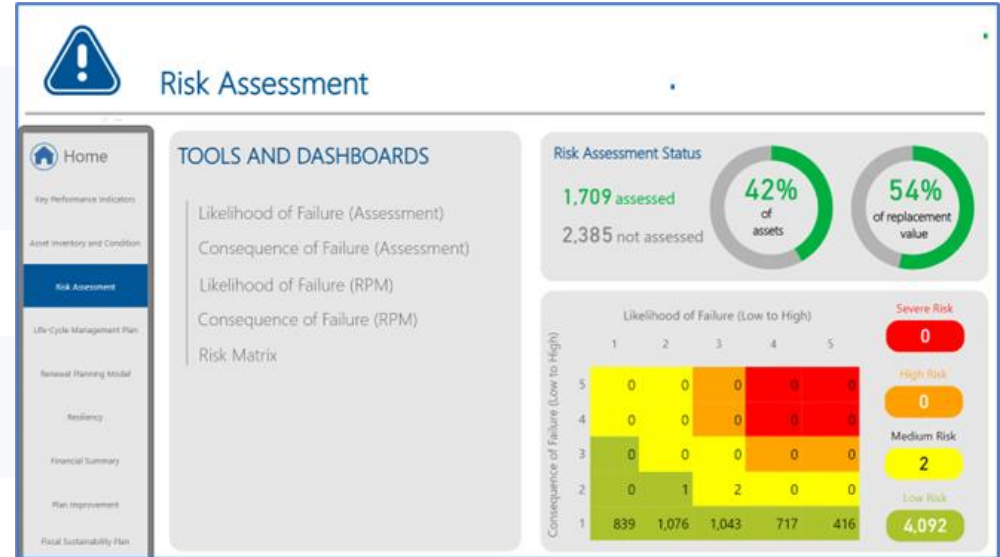 Risk Assessment
Home
Key Performance Indicators
Asset Inventory and Condition
Risk Assessment
Life-Cycle Management Plan
Renewal Planning Model
Resiliency
Financial Summary
Plan Improvement
Fiscal Sustainability Plan
TOOLS AND DASHBOARDS
Likelihood of Failure (Assessment)
Consequence of Failure (Assessment)
Likelihood of Failure (RPM)
Consequence of Failure (RPM)
Risk Matrix
Risk Assessment Status
1,709 assessed
2,385 not assessed
42%
of
assets
54%
of replacement
value
Likelihood of Failure (Low to High)
1 2 3 4 5
Consequence of Failure (Low to High)
5 0 0 0 0 0
4 0 0 0 0 0
3 0 0 0 0 0
2 0 1 2 0 0
1 839 1,076 1,043 717 416
Severe Risk
0
High Risk
0
Medium Risk
2
Low Risk
4,092